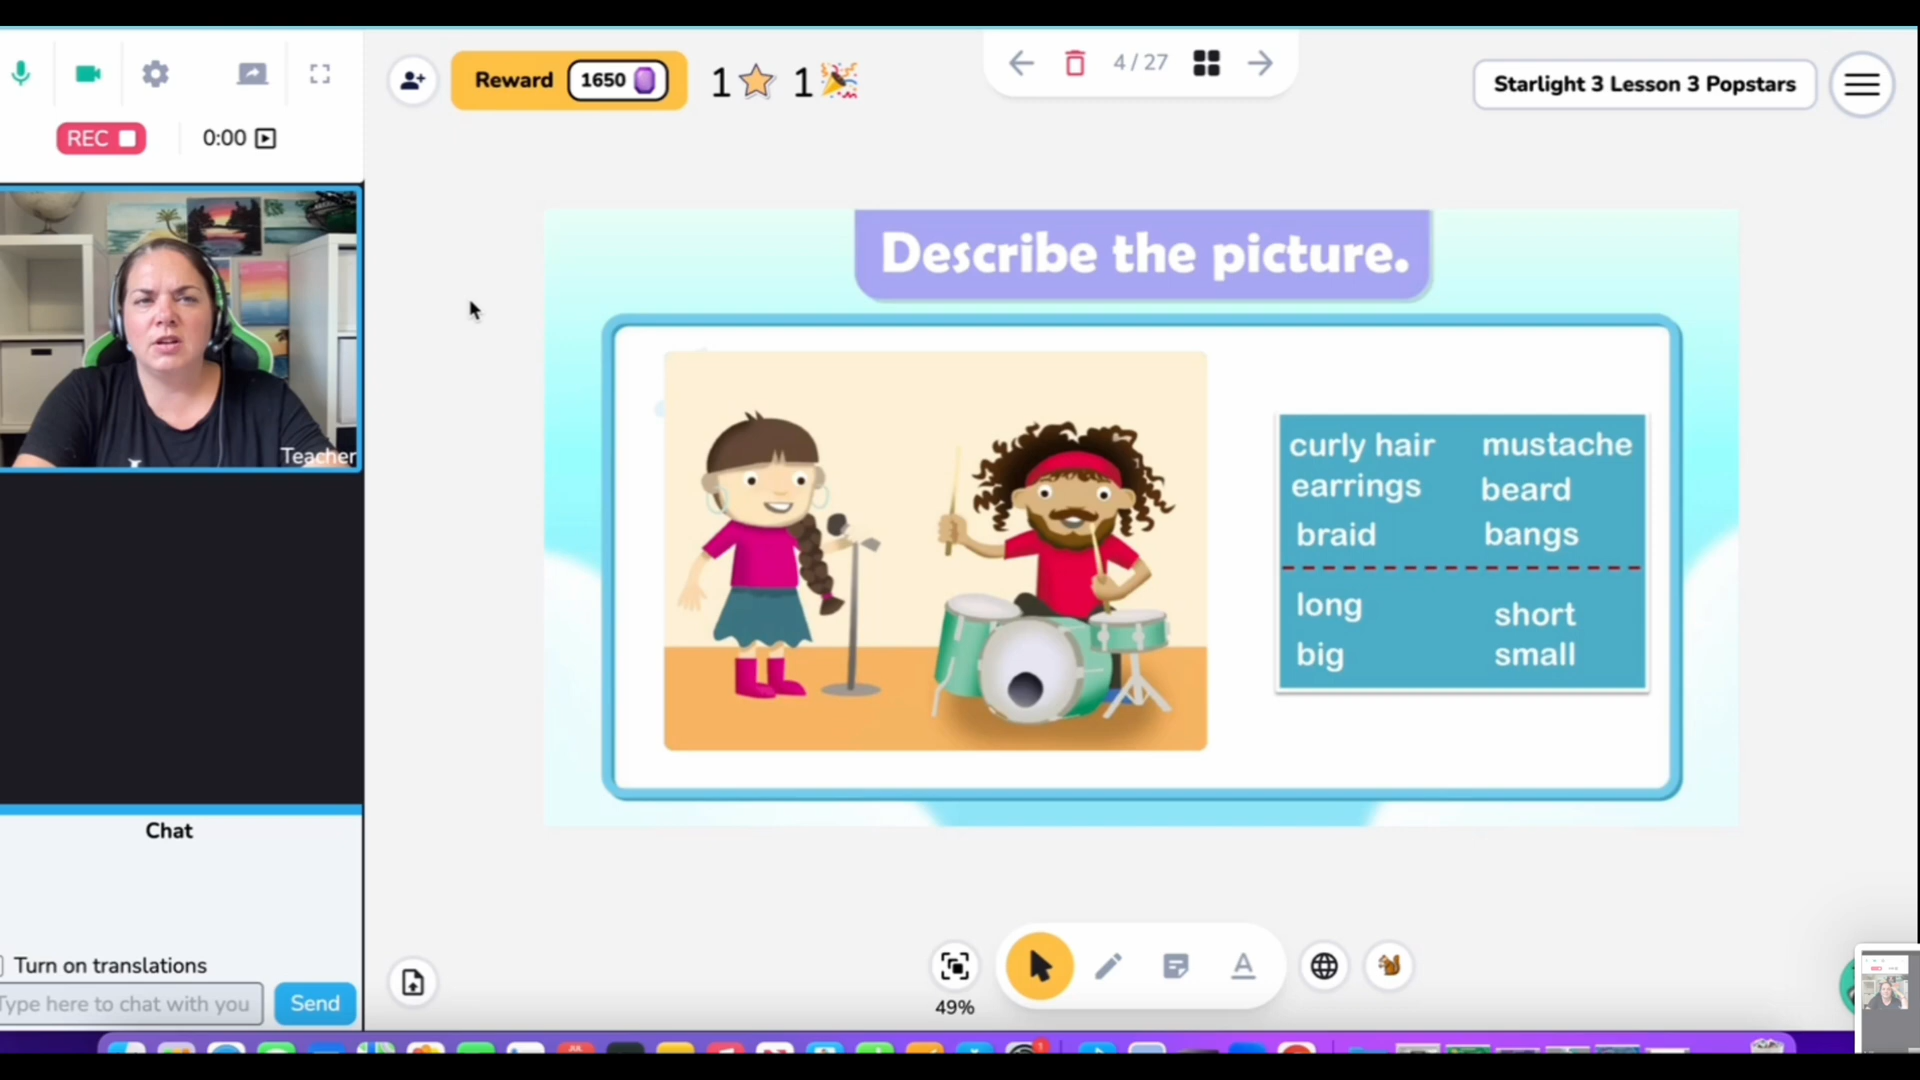 Reward 1650 1 1
4 / 27
Starlight 3 Lesson 3 Popstars
REC 0:00
Teacher
Describe the picture.
curly hair mustache
earrings beard
braid bangs
long short
big small
Chat
Turn on translations
Type here to chat with you
Send
49%